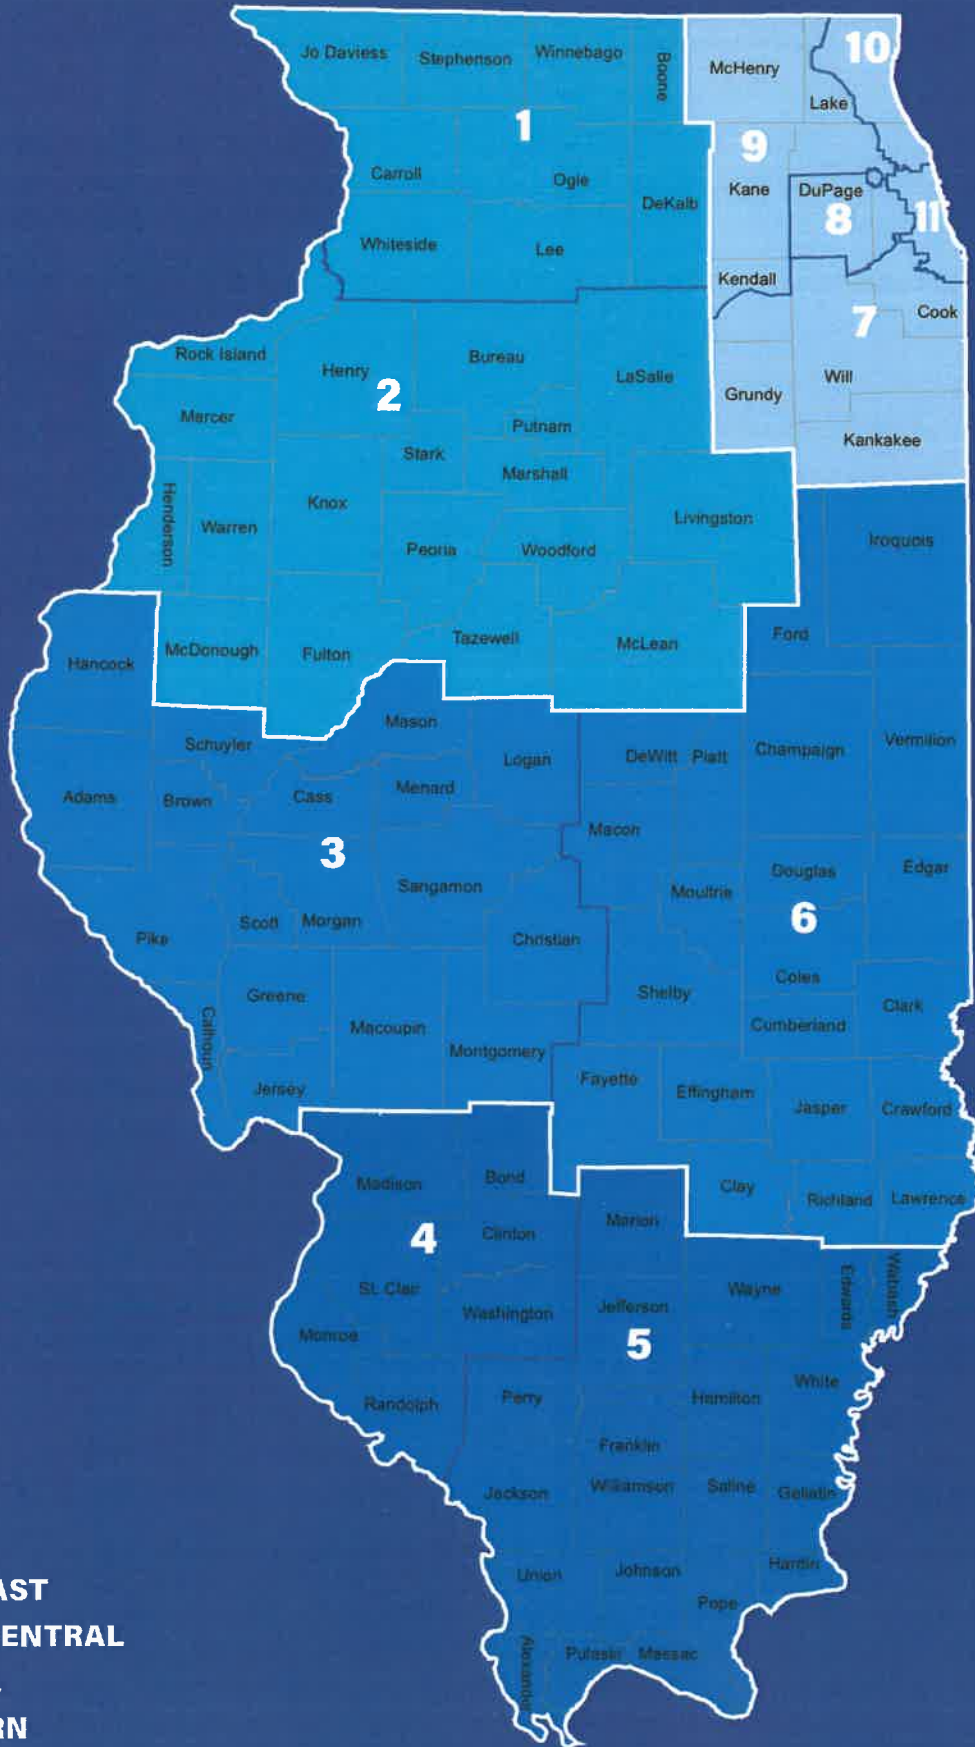 10
Jo Daviess
Stephenson
Winnebago
Boone
McHenry
Lake
1
9
Carroll
Ogle
Kane
DuPage
DeKalb
8
11
Whiteside
Lee
Kendall
Cook
7
Rock Island
Henry
Bureau
LaSalle
Will
2
Grundy
Mercer
Putnam
Kankakee
Stark
Marshall
Henderson
Knox
Livingston
Warren
Peoria
Woodford
Iroquois
Ford
Tazewell
McLean
McDonough
Fulton
Hancock
Mason
Schuyler
Logan
DeWitt
Piatt
Champaign
Vermilion
Adams
Brown
Cass
Menard
Macon
3
Douglas
Edgar
Sangamon
Moultrie
6
Scott
Morgan
Pike
Christian
Coles
Greene
Shelby
Clark
Calhoun
Macoupin
Cumberland
Montgomery
Jersey
Fayette
Effingham
Jasper
Crawford
Madison
Bond
Clay
Richland
Lawrence
4
Clinton
Marion
St. Clair
Wayne
Edwards
Wabash
Washington
Jefferson
Monroe
5
Perry
Hamilton
White
Randolph
Franklin
Jackson
Williamson
Saline
Gallatin
Union
Johnson
Hardin
Pope
Alexander
Pulaski
Massac
AST
ENTRAL
RN